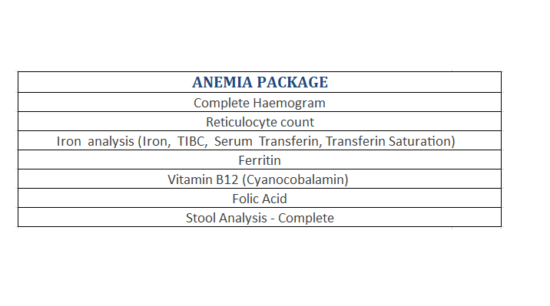 ANEMIA PACKAGE
Complete Haemogram
Reticulocyte count
Iron analysis (Iron, TIBC, Serum Transferin, Transferin Saturation)
Ferritin
Vitamin B12 (Cyanocobalamin)
Folic Acid
Stool Analysis - Complete